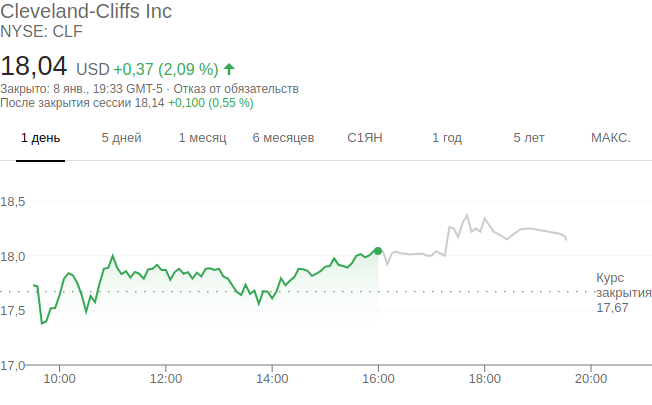 Cleveland-Cliffs Inc
NYSE: CLF
18,04 USD +0,37 (2,09 %)
Закрыто: 8 янв., 19:33 GMT-5 · Отказ от обязательств
После закрытия сессии 18,14 +0,100 (0,55 %)
1 день 5 дней 1 месяц 6 месяцев С1ЯН 1 год 5 лет МАКС.
18,5
18,0
Курс
закрытия
17,67
17,5
17,0
10:00 12:00 14:00 16:00 18:00 20:00